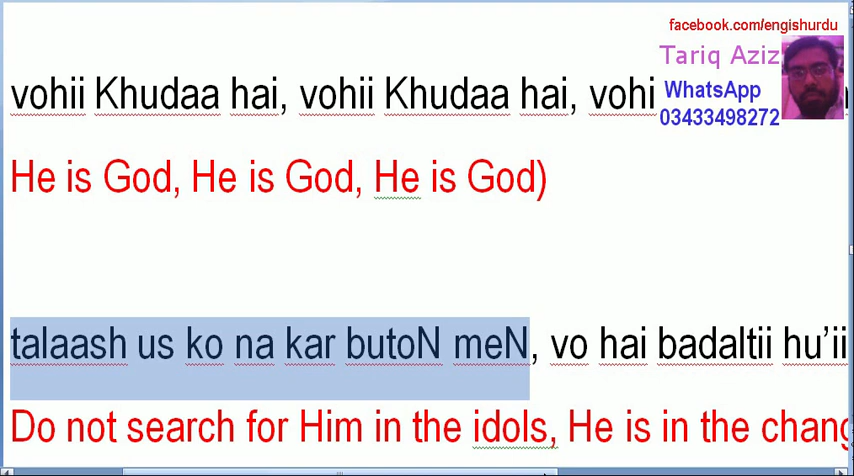 facebook.com/engishurdu
Tariq Aziz
WhatsApp
03433498272
vohii Khudaa hai, vohii Khudaa hai, vohi
He is God, He is God, He is God)
talaash us ko na kar butoN meN, vo hai badaltii hu’ii
Do not search for Him in the idols, He is in the chang